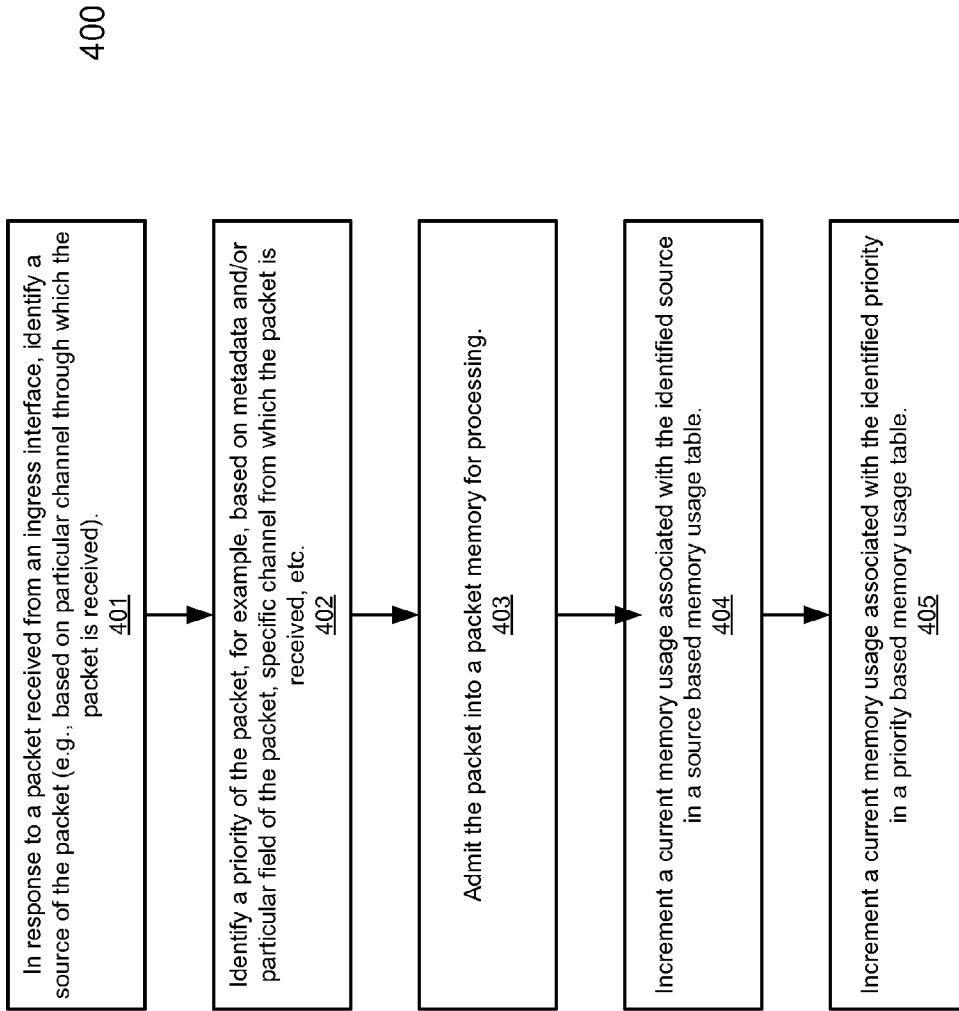 400
In response to a packet received from an ingress interface, identify a
source of the packet (e.g., based on particular channel through which the
packet is received).
401
Identify a priority of the packet, for example, based on metadata and/or
particular field of the packet, specific channel from which the packet is
received, etc.
402
Admit the packet into a packet memory for processing.
403
Increment a current memory usage associated with the identified source
in a source based memory usage table.
404
Increment a current memory usage associated with the identified priority
in a priority based memory usage table.
405